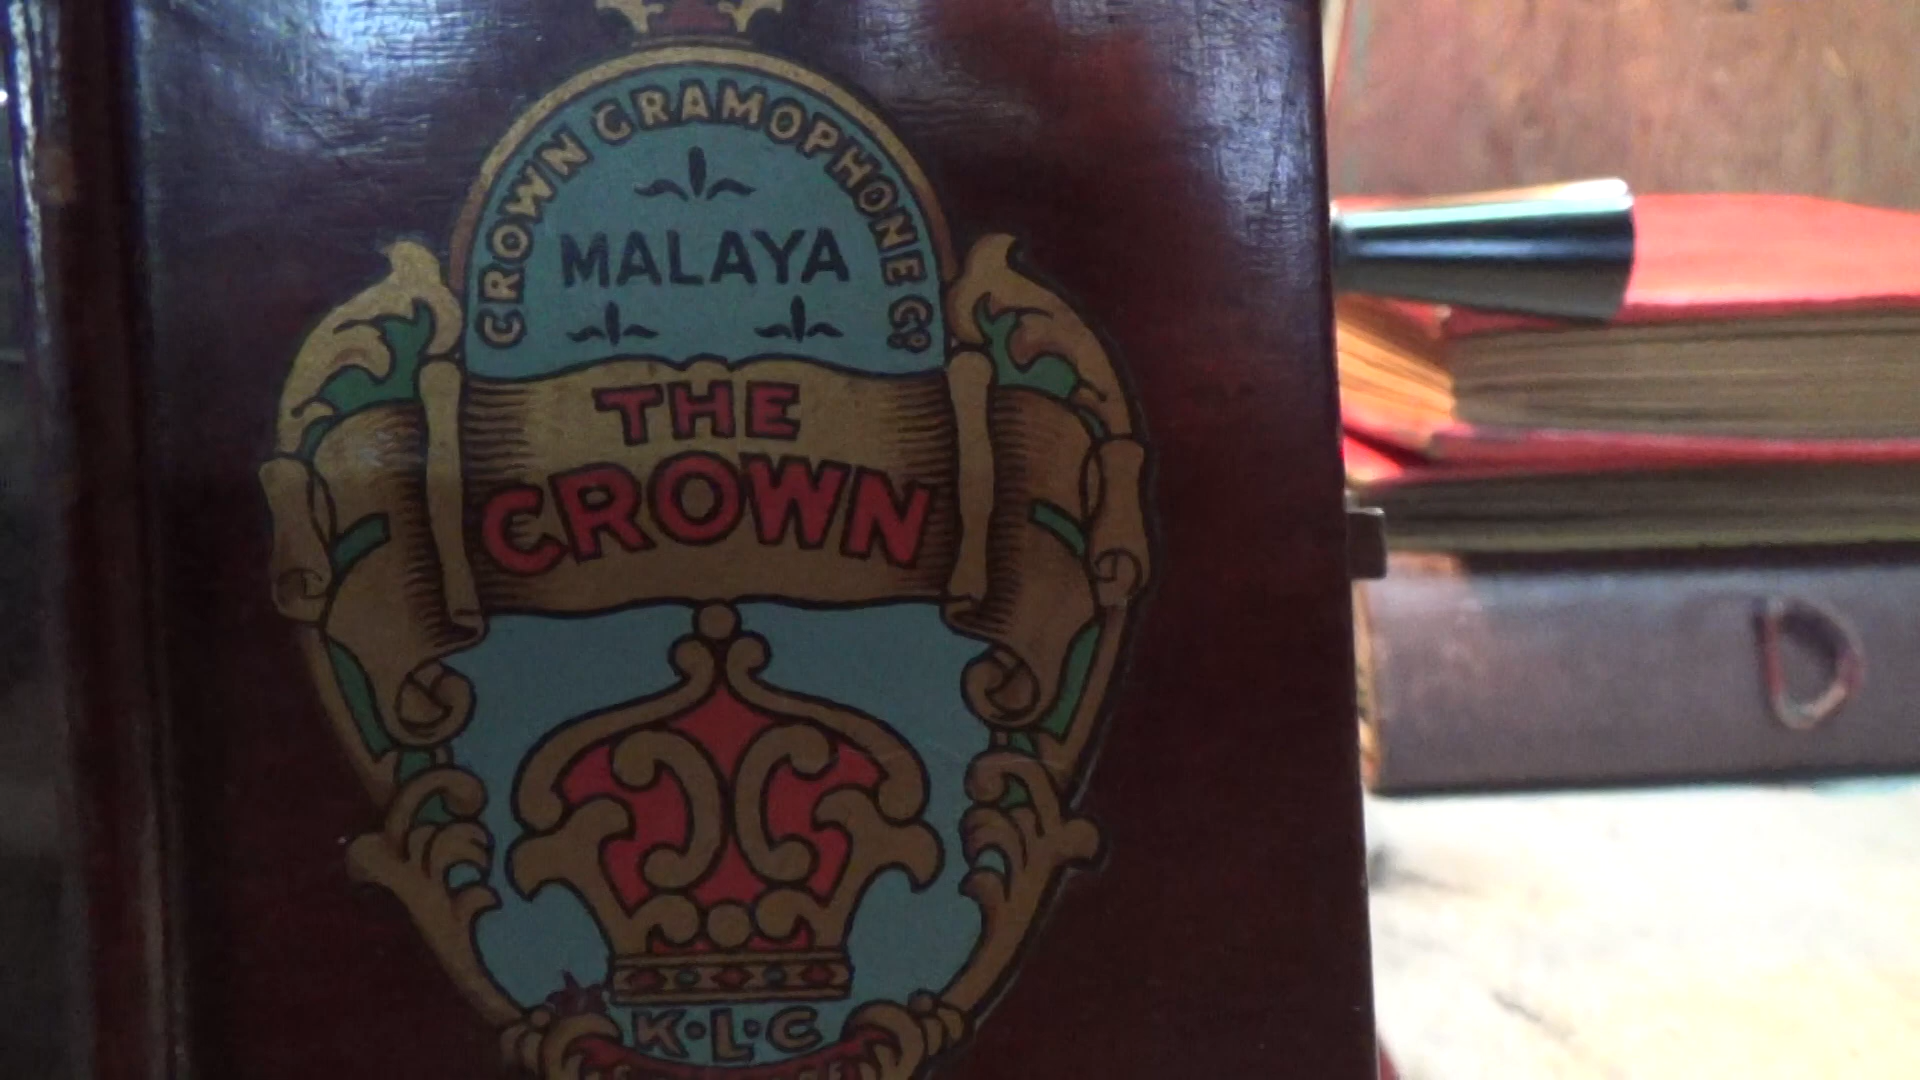 CROWN GRAMOPHONE Co
MALAYA
THE
CROWN
K·L·C